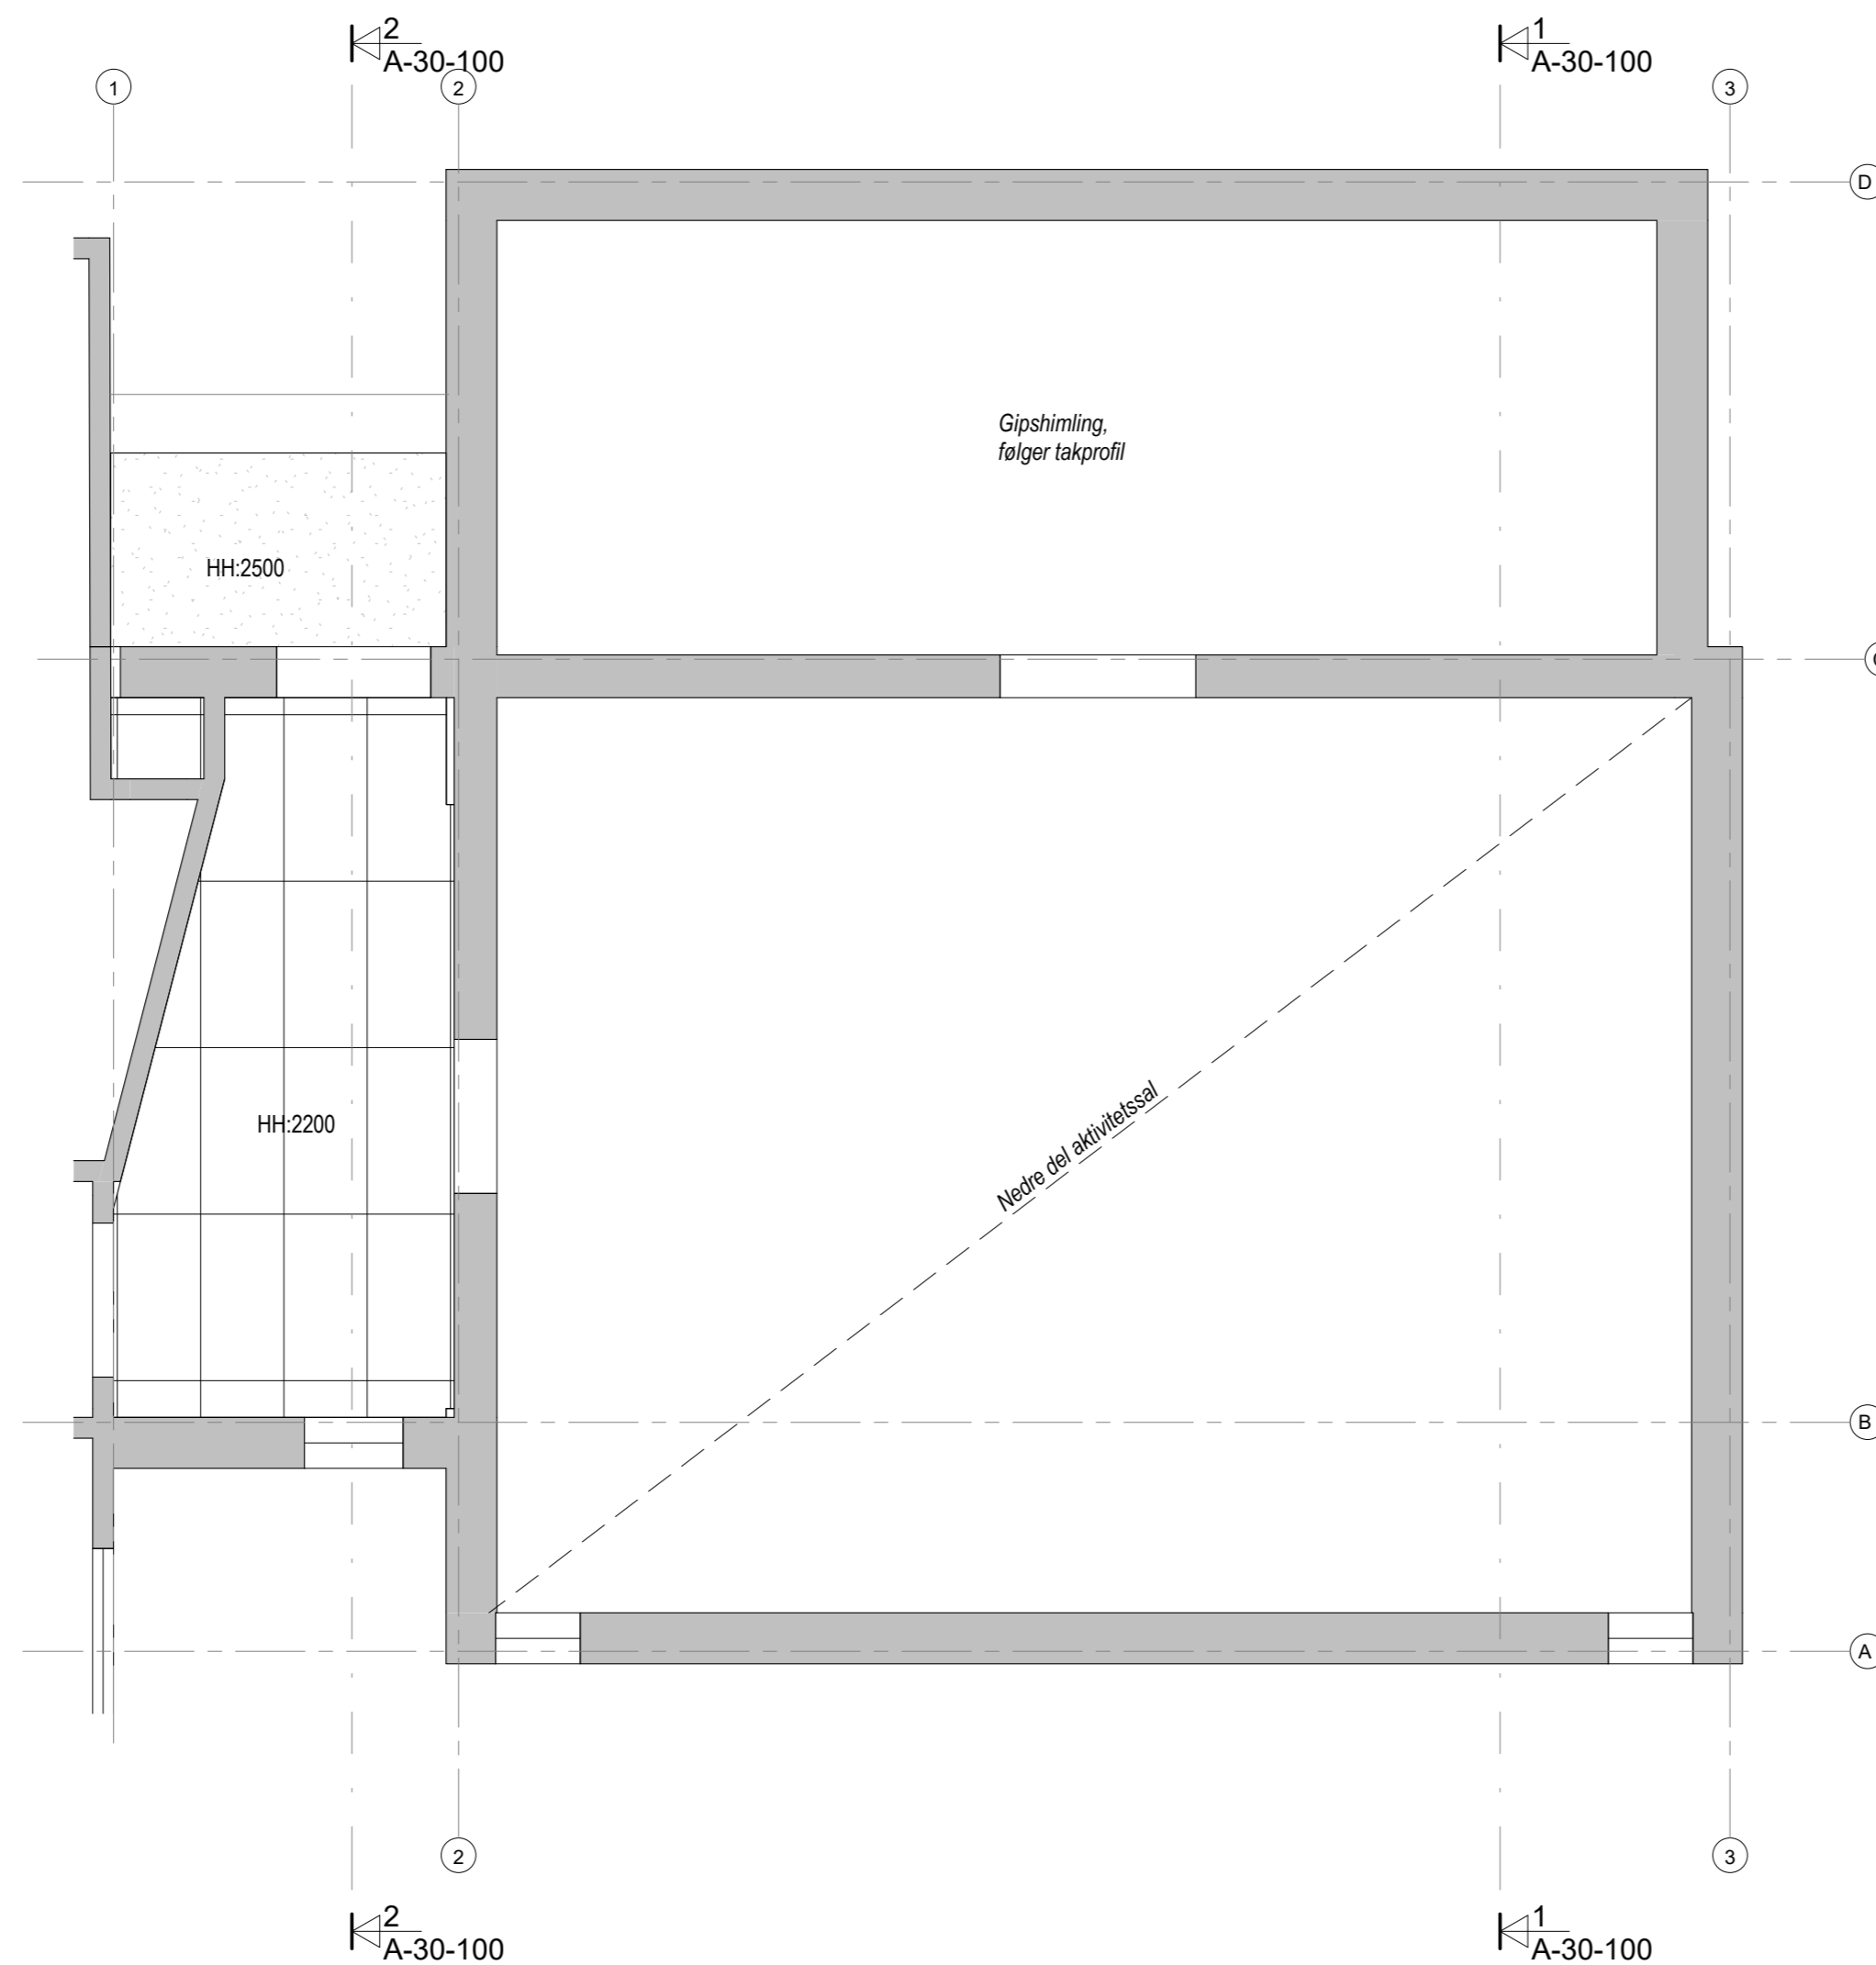 2
A-30-100
1
A-30-100
1
2
3
D
Gipshimling,
følger takprofil
HH:2500
HH:2200
Nedre del aktivitetssal
B
A
2
3
2
A-30-100
1
A-30-100